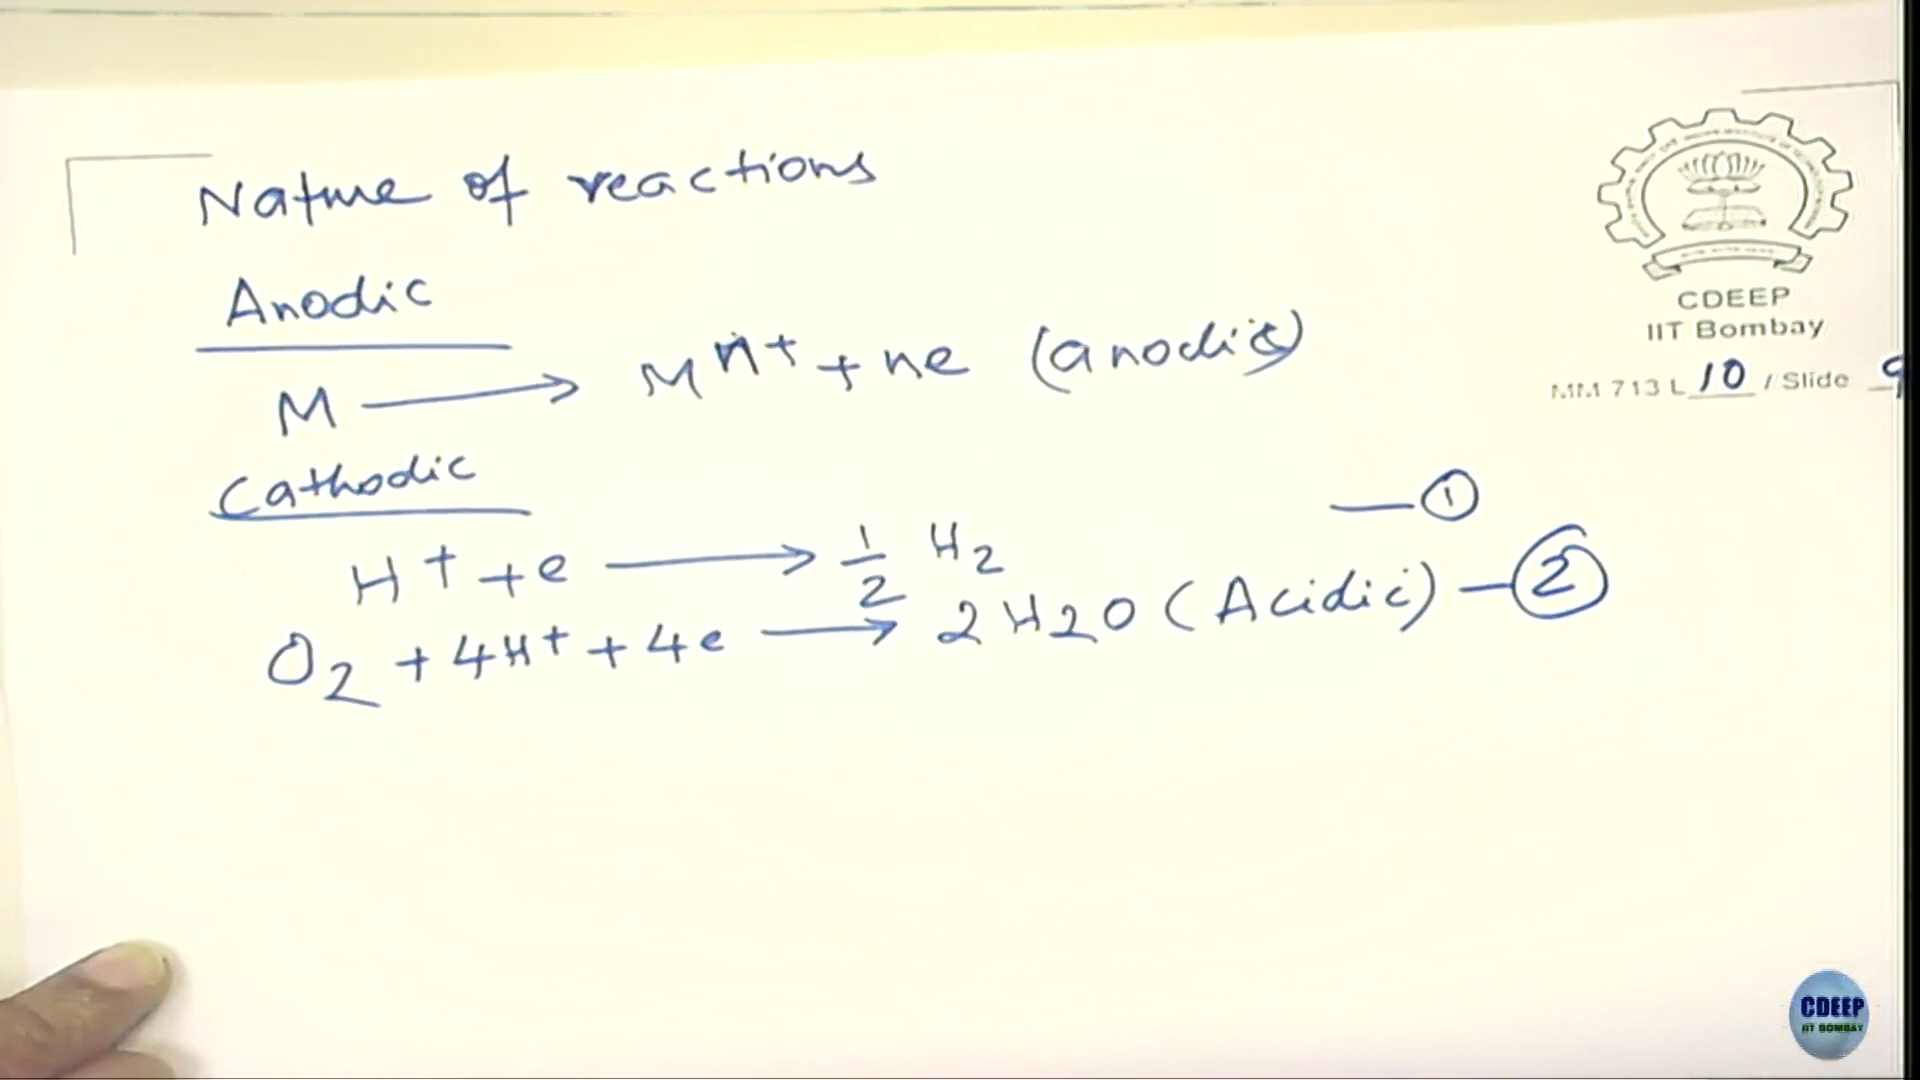 Nature of reactions
Anodic
M → Mⁿ⁺ + ne (anodic)
Cathodic
H⁺ + e → ½ H₂ —①
O₂ + 4H⁺ + 4e → 2H2O (Acidic) —②
CDEEP
IIT Bombay
MM 713 L 10 / Slide 9
CDEEP
IIT BOMBAY